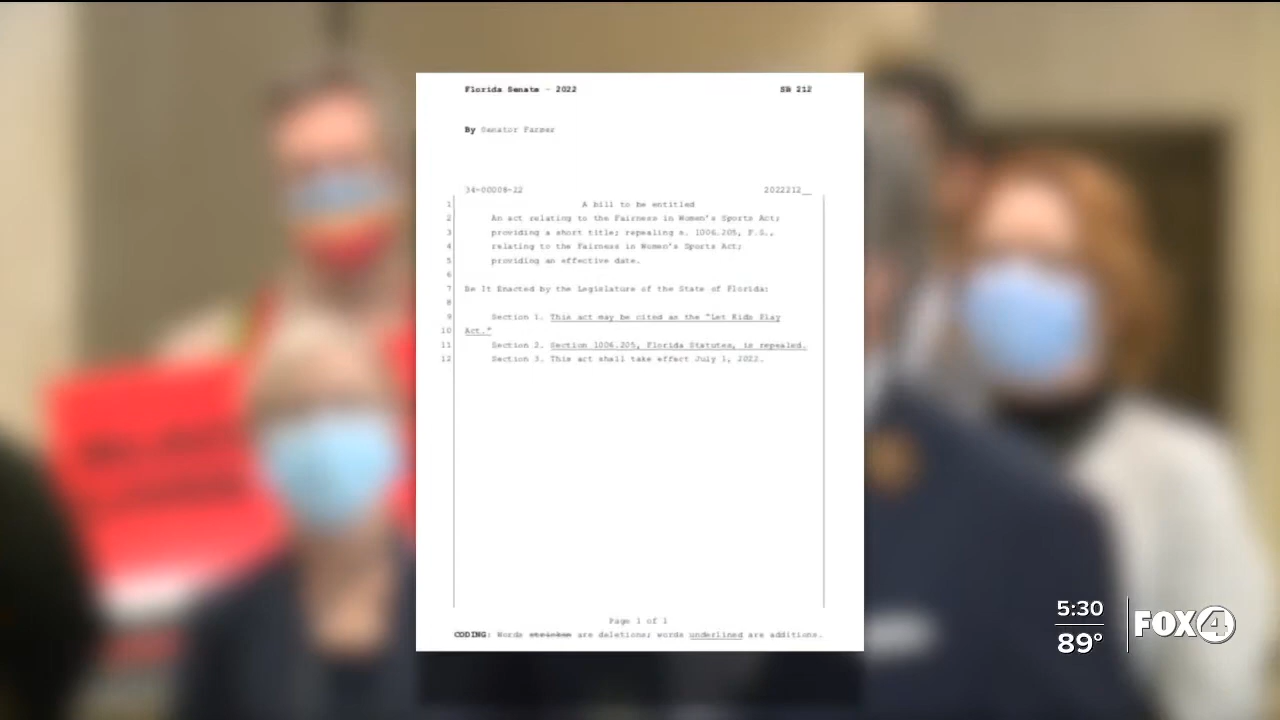 Florida Senate - 2022 SB 212
By Senator Farmer
34-00008-22 2022212__
1 A bill to be entitled
2 An act relating to the Fairness in Women's Sports Act;
3 providing a short title; repealing s. 1006.205, F.S.,
4 relating to the Fairness in Women's Sports Act;
5 providing an effective date.
6
7 Be It Enacted by the Legislature of the State of Florida:
8
9 Section 1. This act may be cited as the "Let Kids Play
10 Act."
11 Section 2. Section 1006.205, Florida Statutes, is repealed.
12 Section 3. This act shall take effect July 1, 2022.
Page 1 of 1
CODING: Words stricken are deletions; words underlined are additions.
5:30
89°
FOX 4